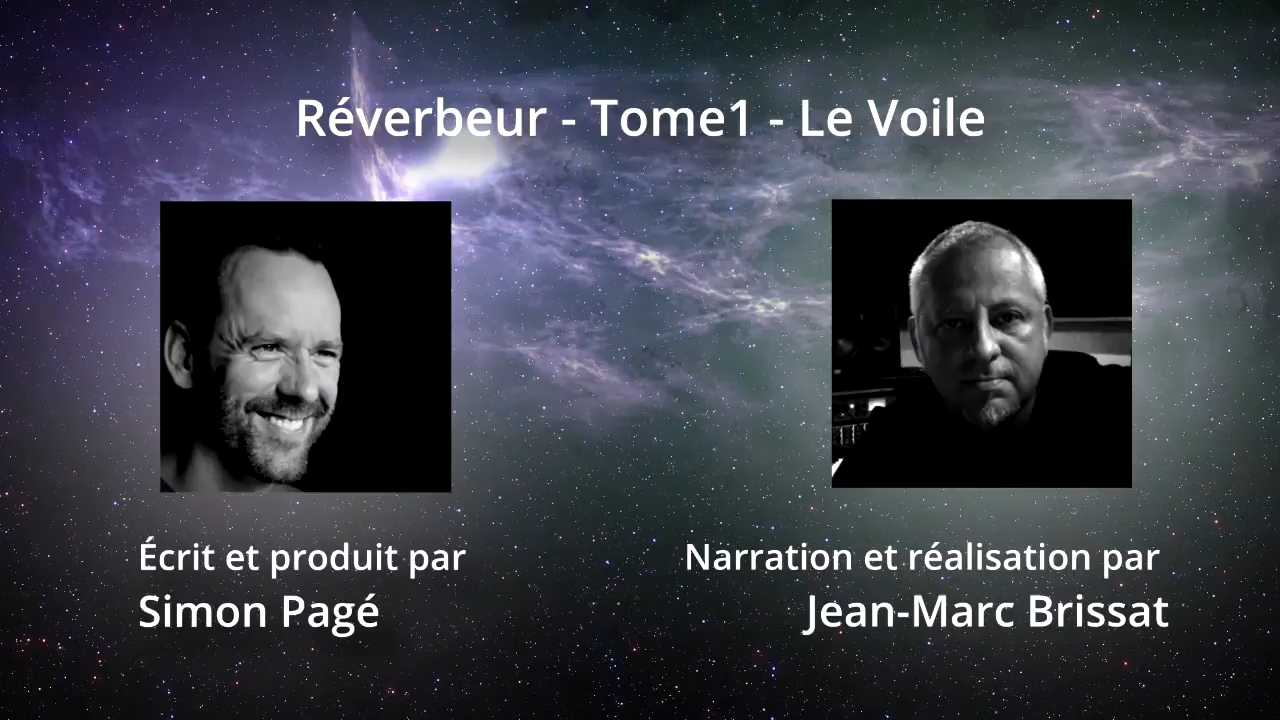 Réverbeur - Tome1 - Le Voile
Écrit et produit par
Simon Pagé
Narration et réalisation par
Jean-Marc Brissat